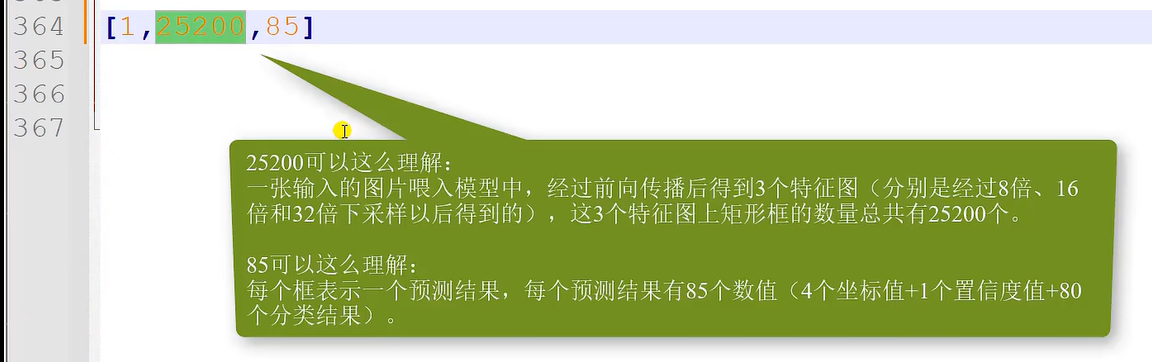 364 [1,25200,85]
365
366
367
25200可以这么理解：
一张输入的图片喂入模型中，经过前向传播后得到3个特征图（分别是经过8倍、16
倍和32倍下采样以后得到的），这3个特征图上矩形框的数量总共有25200个。
85可以这么理解：
每个框表示一个预测结果，每个预测结果有85个数值（4个坐标值+1个置信度值+80
个分类结果）。